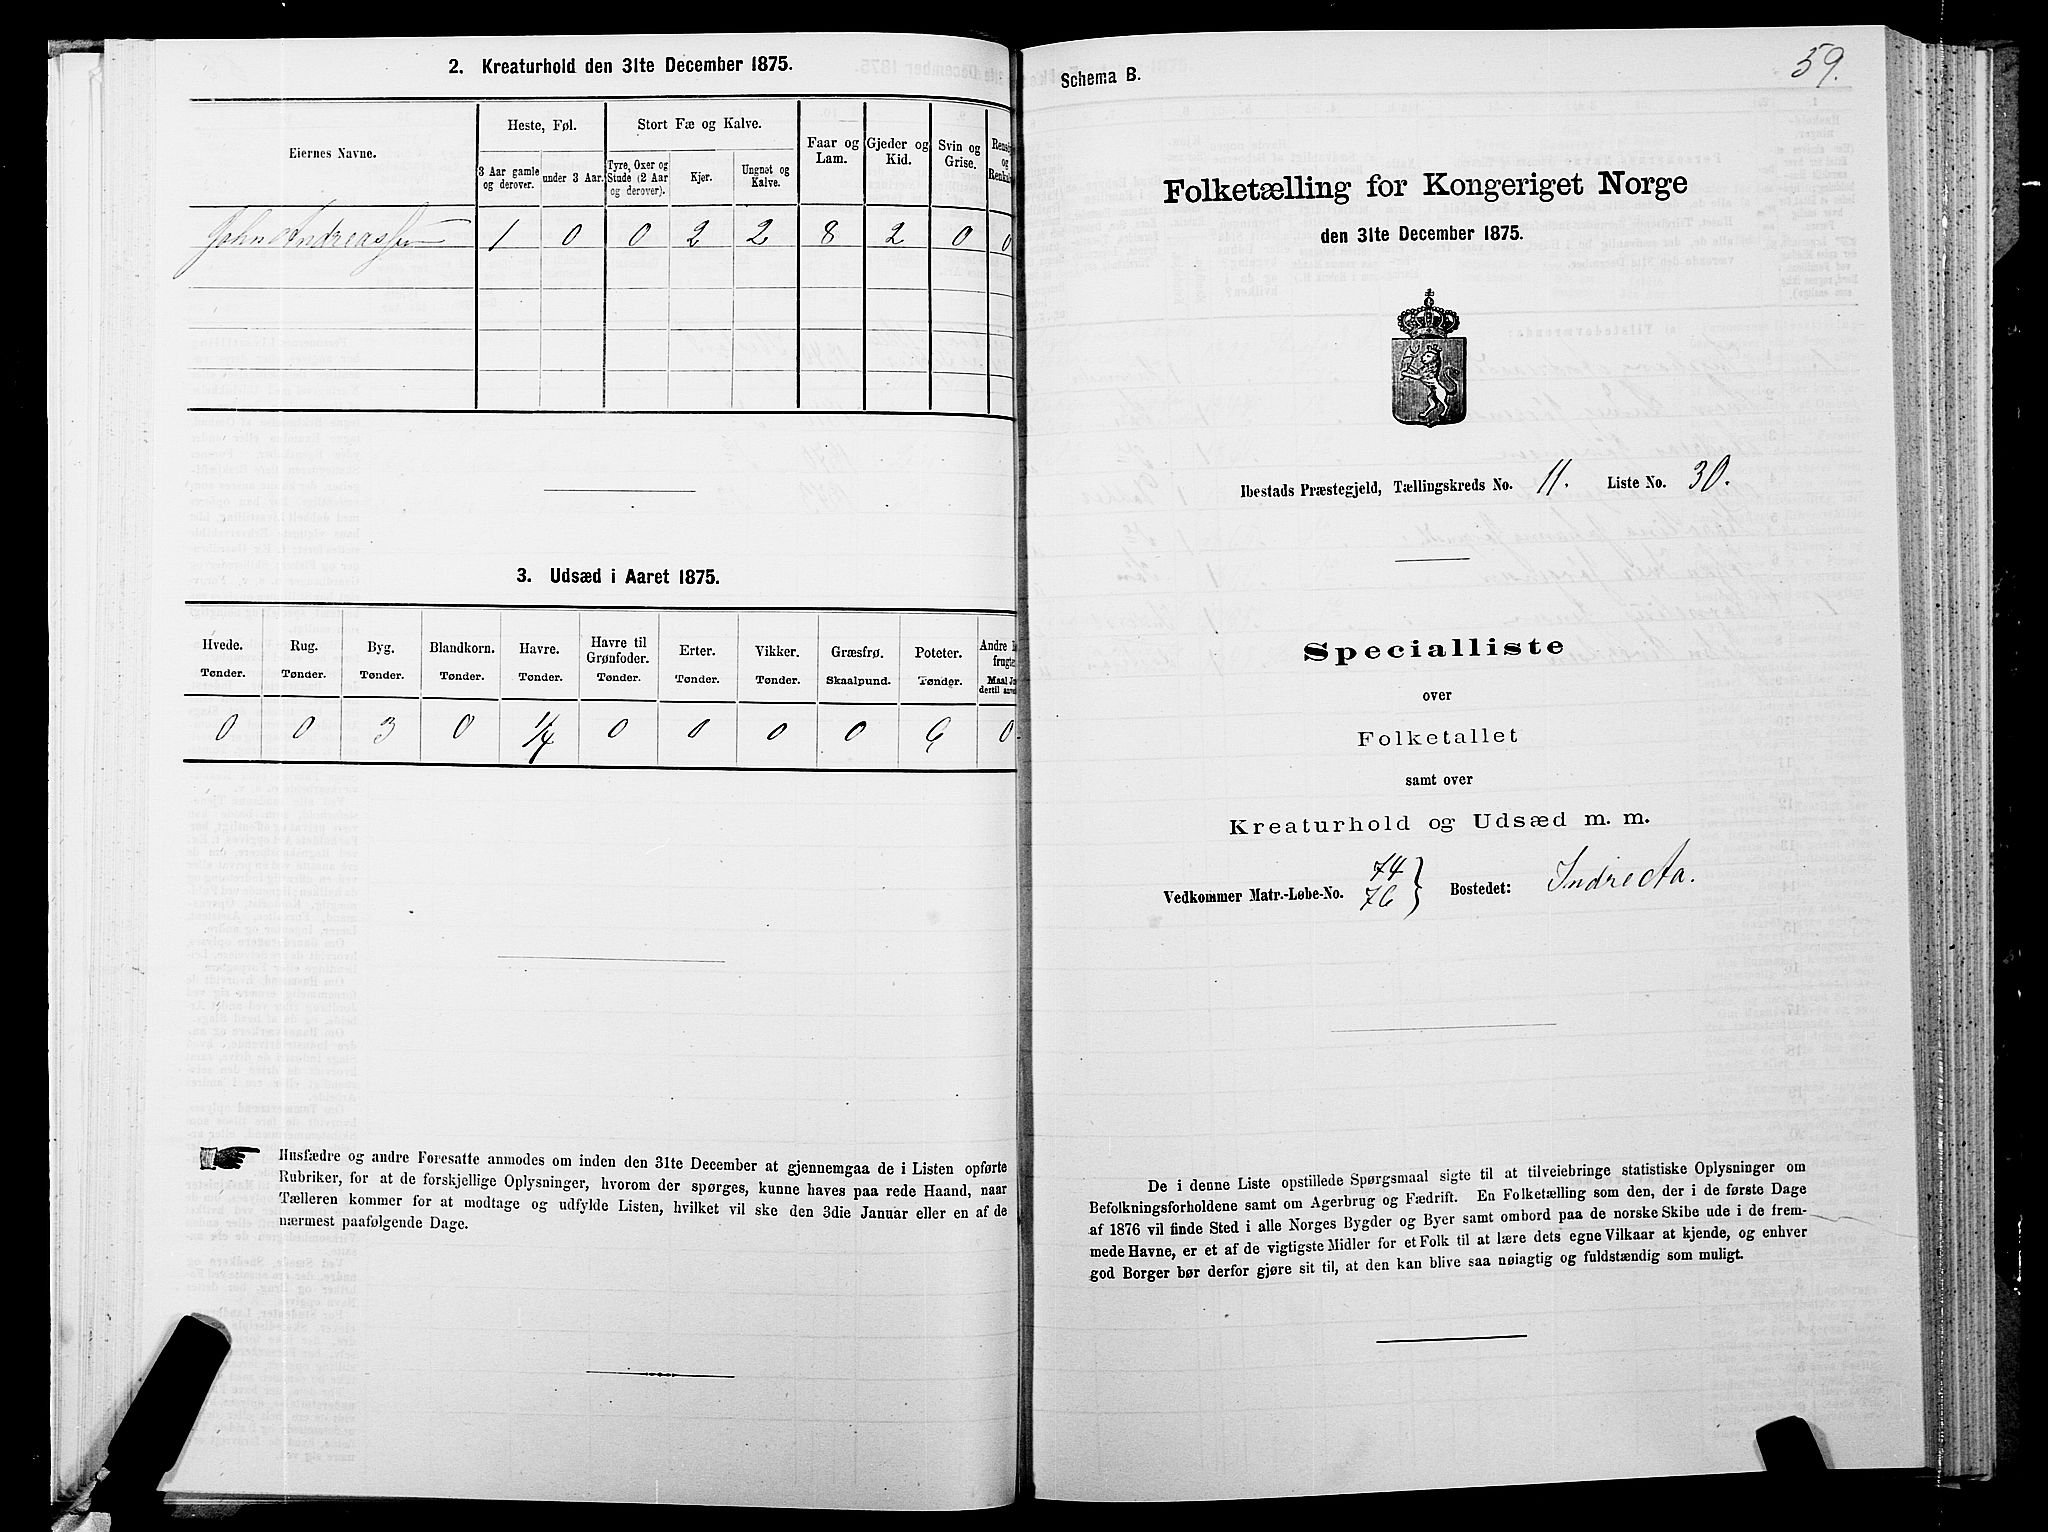 2. Kreaturhold den 31te December 1875.
Eiernes Navne.
Heste, Føl.
Stort Fæ og Kalve.
3 Aar gamle og derover.
under 3 Aar.
Tyre, Oxer og Stude (2 Aar og derover).
Kjør.
Ungnøt og Kalve.
Faar og Lam.
Gjeder og Kid.
Svin og Grise.
John Andreassen 1 0 0 2 2 8 2 0 0
3. Udsæd i Aaret 1875.
Hvede. Rug. Byg. Blandkorn. Havre. Havre til Grønfoder. Erter. Vikker. Græsfrø. Poteter. Andre
Tønder. Tønder. Tønder. Tønder. Tønder. Tønder. Tønder. Tønder. Skaalpund. Tønder.
0 0 3 0 1/4 0 0 0 0 6 0
Husfædre og andre Foresatte anmodes om inden den 31te December at gjennemgaa de i Listen opførte
Rubriker, for at de forskjellige Oplysninger, hvorom der spørges, kunne haves paa rede Haand, naar
Tælleren kommer for at modtage og udfylde Listen, hvilket vil ske den 3die Januar eller en af de
nærmest paafølgende Dage.
59.
Schema B.
Folketælling for Kongeriget Norge
den 31te December 1875.
Ibestads Præstegjeld, Tællingskreds No. 11. Liste No. 30.
Specialliste
over
Folketallet
samt over
Kreaturhold og Udsæd m. m.
Vedkommer Matr.-Løbe-No. 74 76 } Bostedet: Indre Aa.
De i denne Liste opstillede Spørgsmaal sigte til at tilveiebringe statistiske Oplysninger om
Befolkningsforholdene samt om Agerbrug og Fædrift. En Folketælling som den, der i de første Dage
af 1876 vil finde Sted i alle Norges Bygder og Byer samt ombord paa de norske Skibe ude i de frem-
mede Havne, er et af de vigtigste Midler for et Folk til at lære dets egne Vilkaar at kjende, og enhver
god Borger bør derfor gjøre sit til, at den kan blive saa nøiagtig og fuldstændig som muligt.